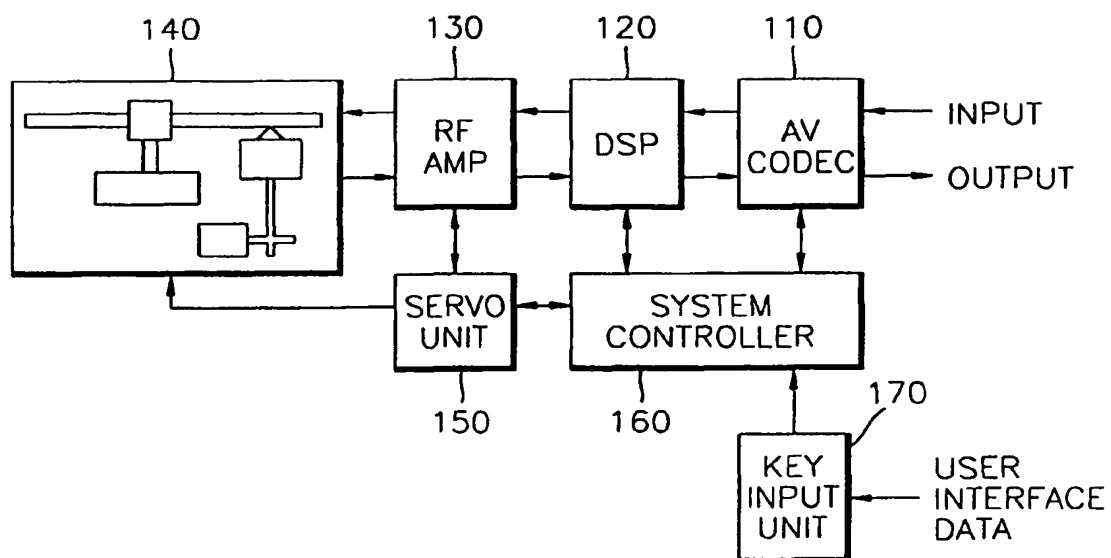 140
130
120
110
RF
AMP
DSP
AV
CODEC
INPUT
OUTPUT
SERVO
UNIT
SYSTEM
CONTROLLER
150
160
170
KEY
INPUT
UNIT
USER
INTERFACE
DATA